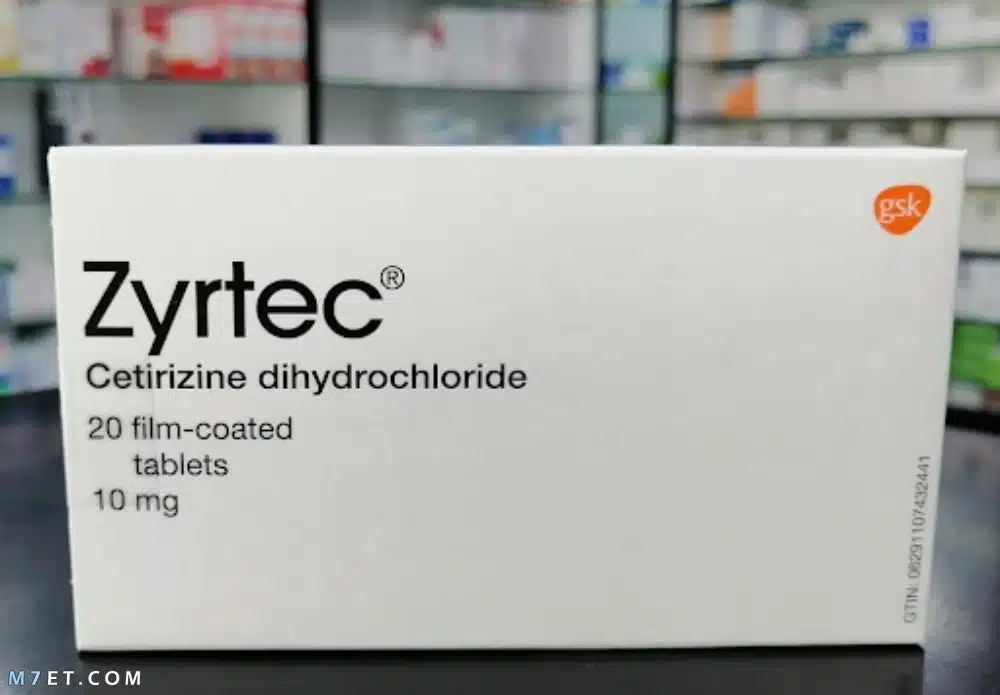 gsk
Zyrtec®
Cetirizine dihydrochloride
20 film-coated
tablets
10 mg
GTIN: 06291107432441
M7ET.COM